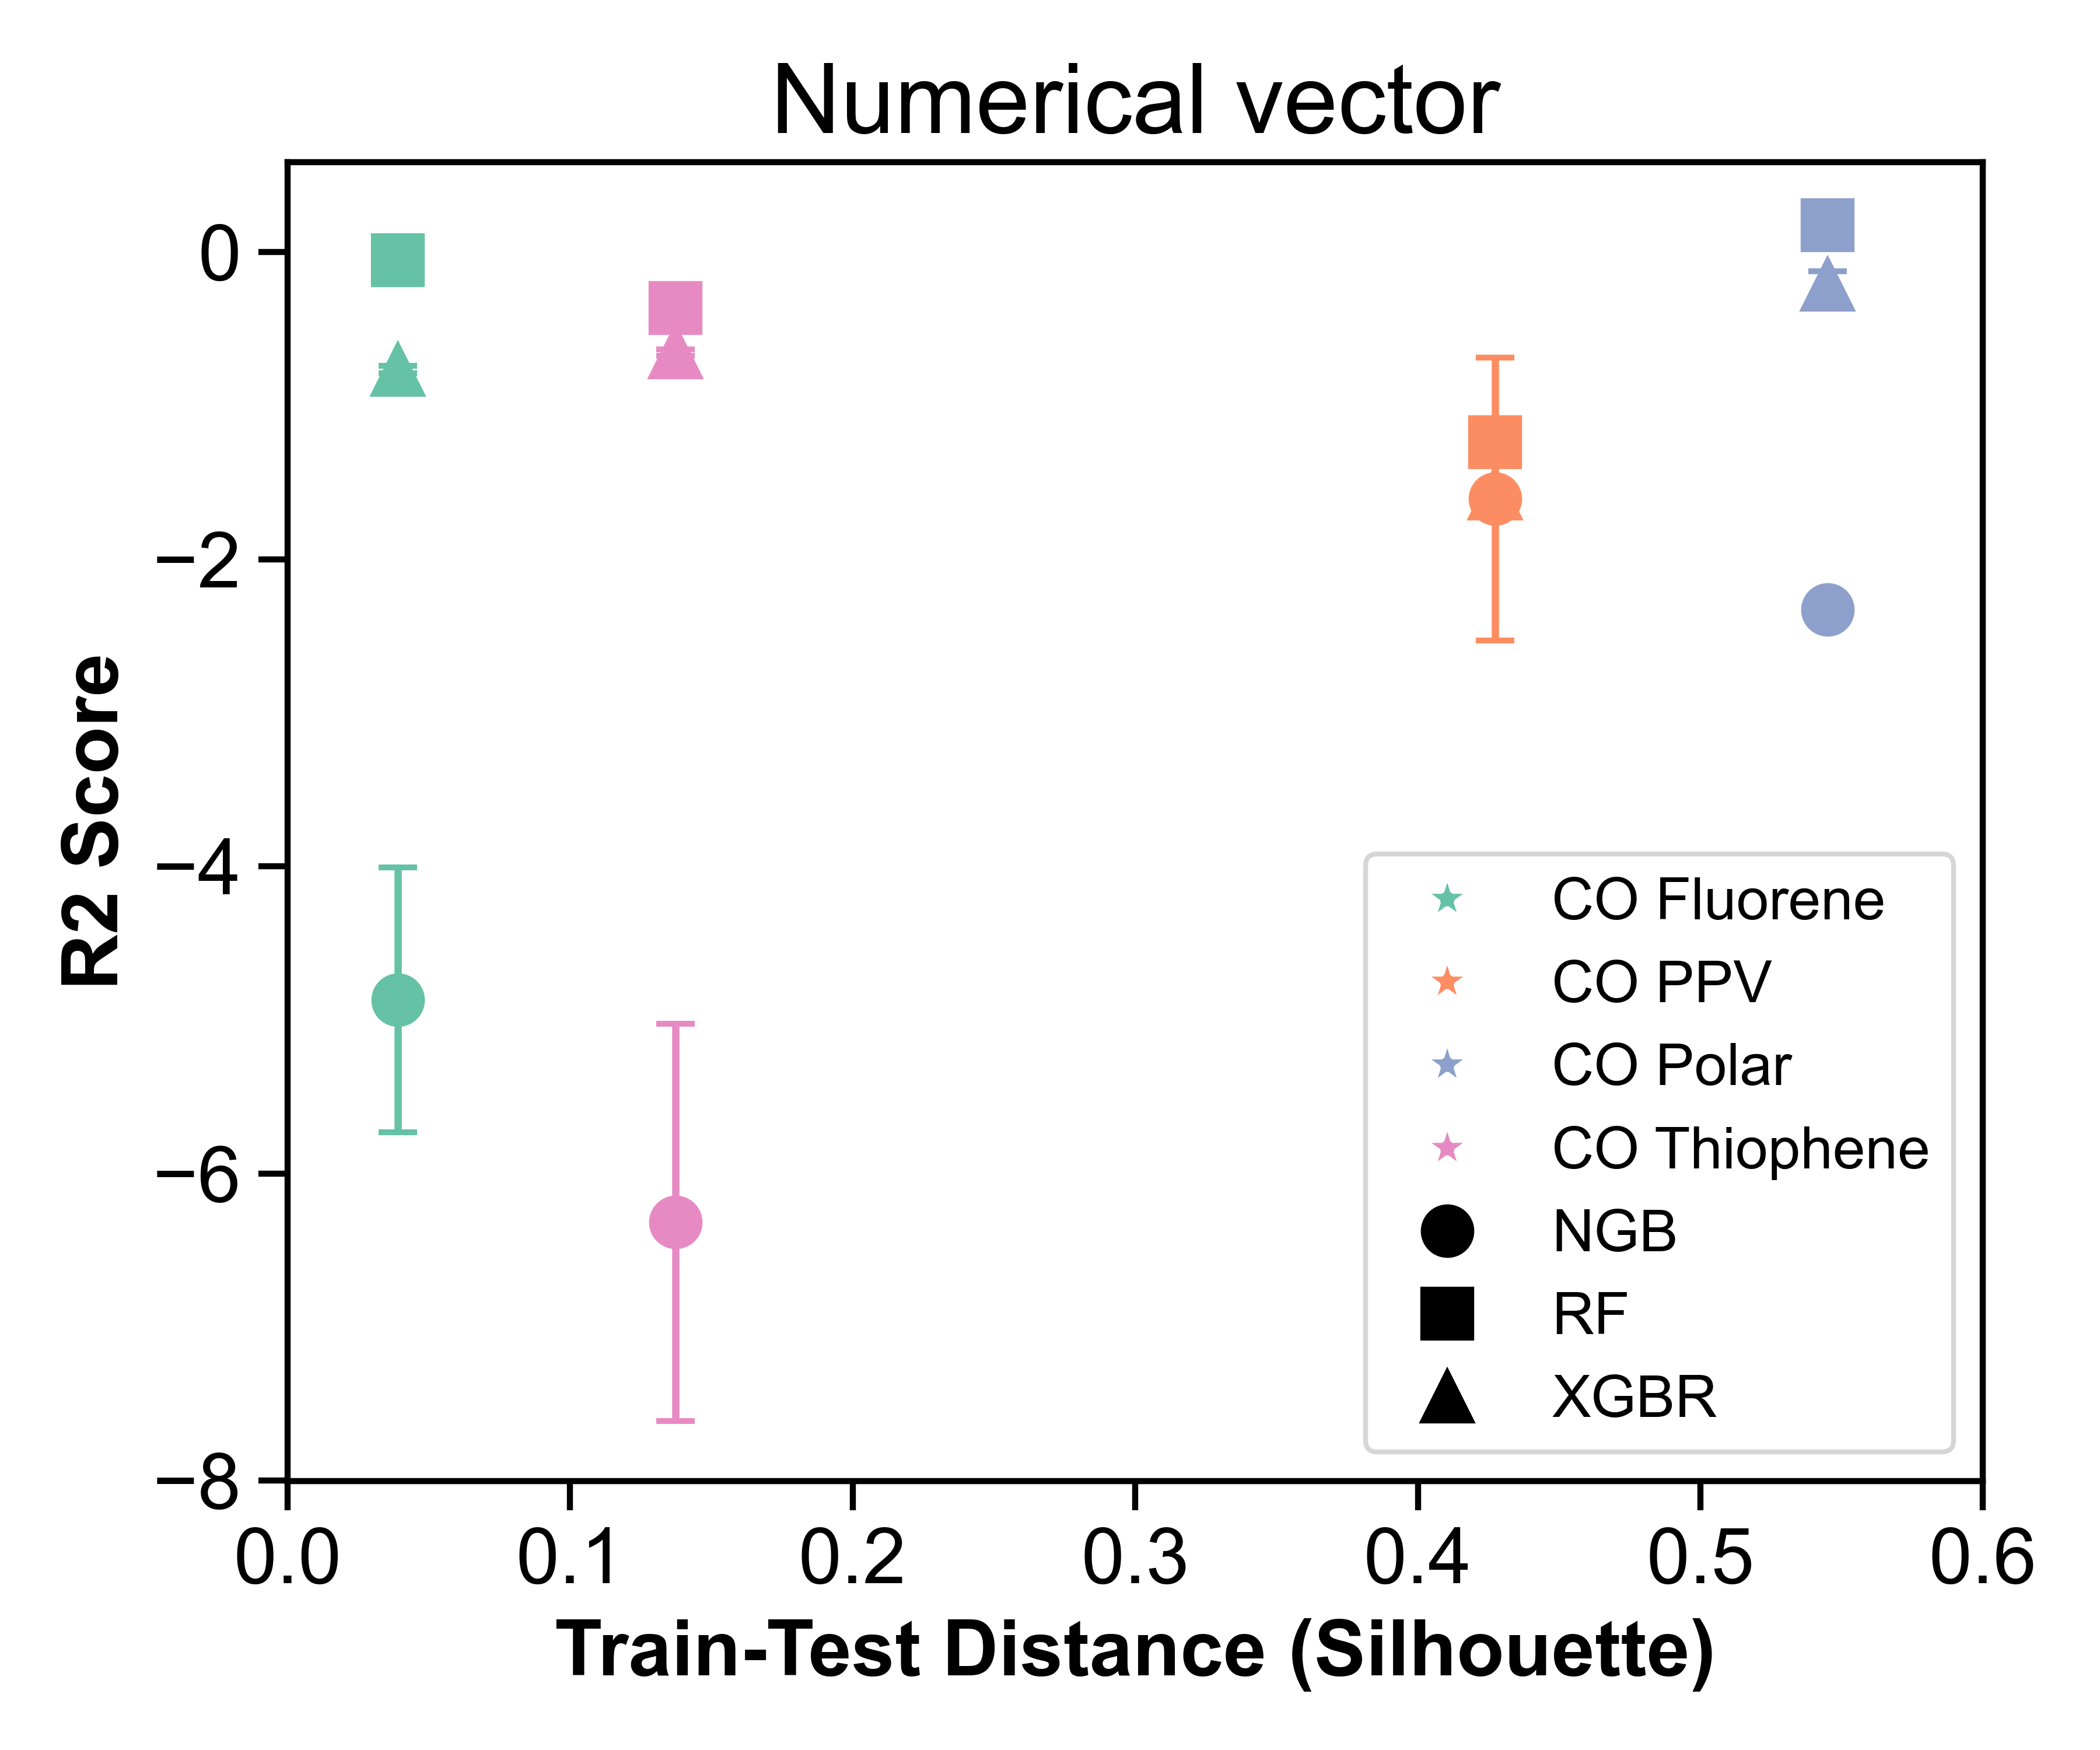 Numerical vector
R2 Score
0
−2
−4
−6
−8
0.0 0.1 0.2 0.3 0.4 0.5 0.6
Train-Test Distance (Silhouette)
CO Fluorene
CO PPV
CO Polar
CO Thiophene
NGB
RF
XGBR